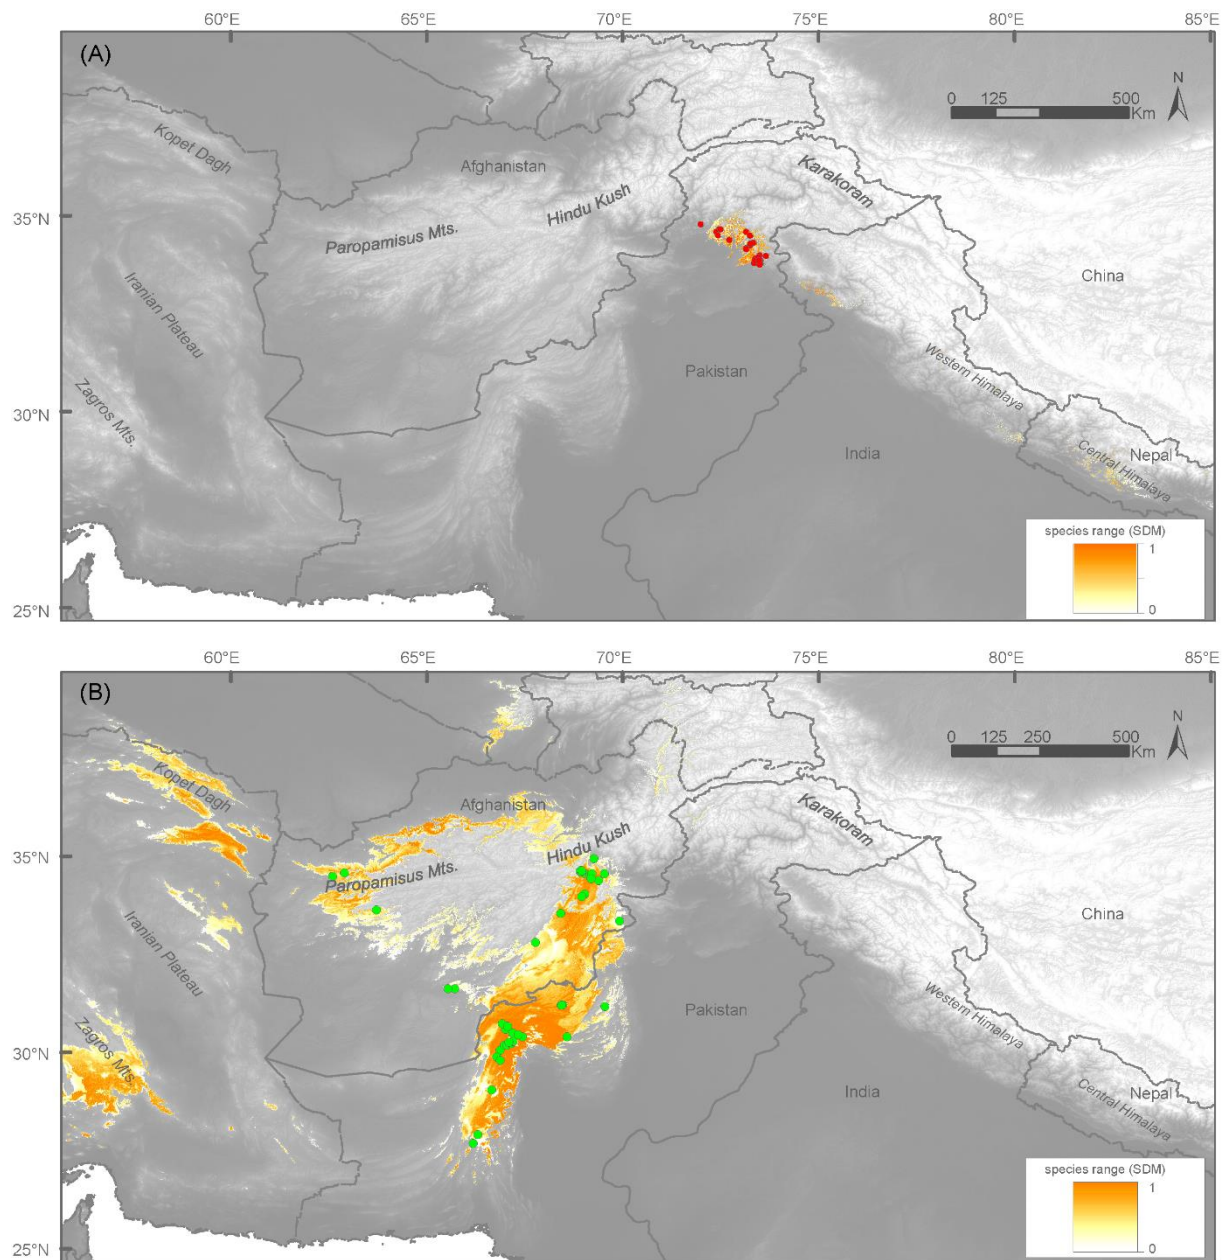 60°E 65°E 70°E 75°E 80°E 85°E
(A)
N
0 125 500
Km
Kopet Dagh
Afghanistan
Karakoram
Hindu Kush
35°N
Paropamisus Mts.
China
Iranian Plateau
Pakistan
Western Himalaya
Zagros Mts.
30°N
India
Nepal
Central Himalaya
species range (SDM)
1
0
25°N
60°E 65°E 70°E 75°E 80°E 85°E
(B)
N
0 125 250 500
Km
Kopet Dagh
Afghanistan
Karakoram
Hindu Kush
35°N
Paropamisus Mts.
China
Iranian Plateau
Pakistan
Western Himalaya
Zagros Mts.
30°N
India
Nepal
Central Himalaya
species range (SDM)
1
0
25°N